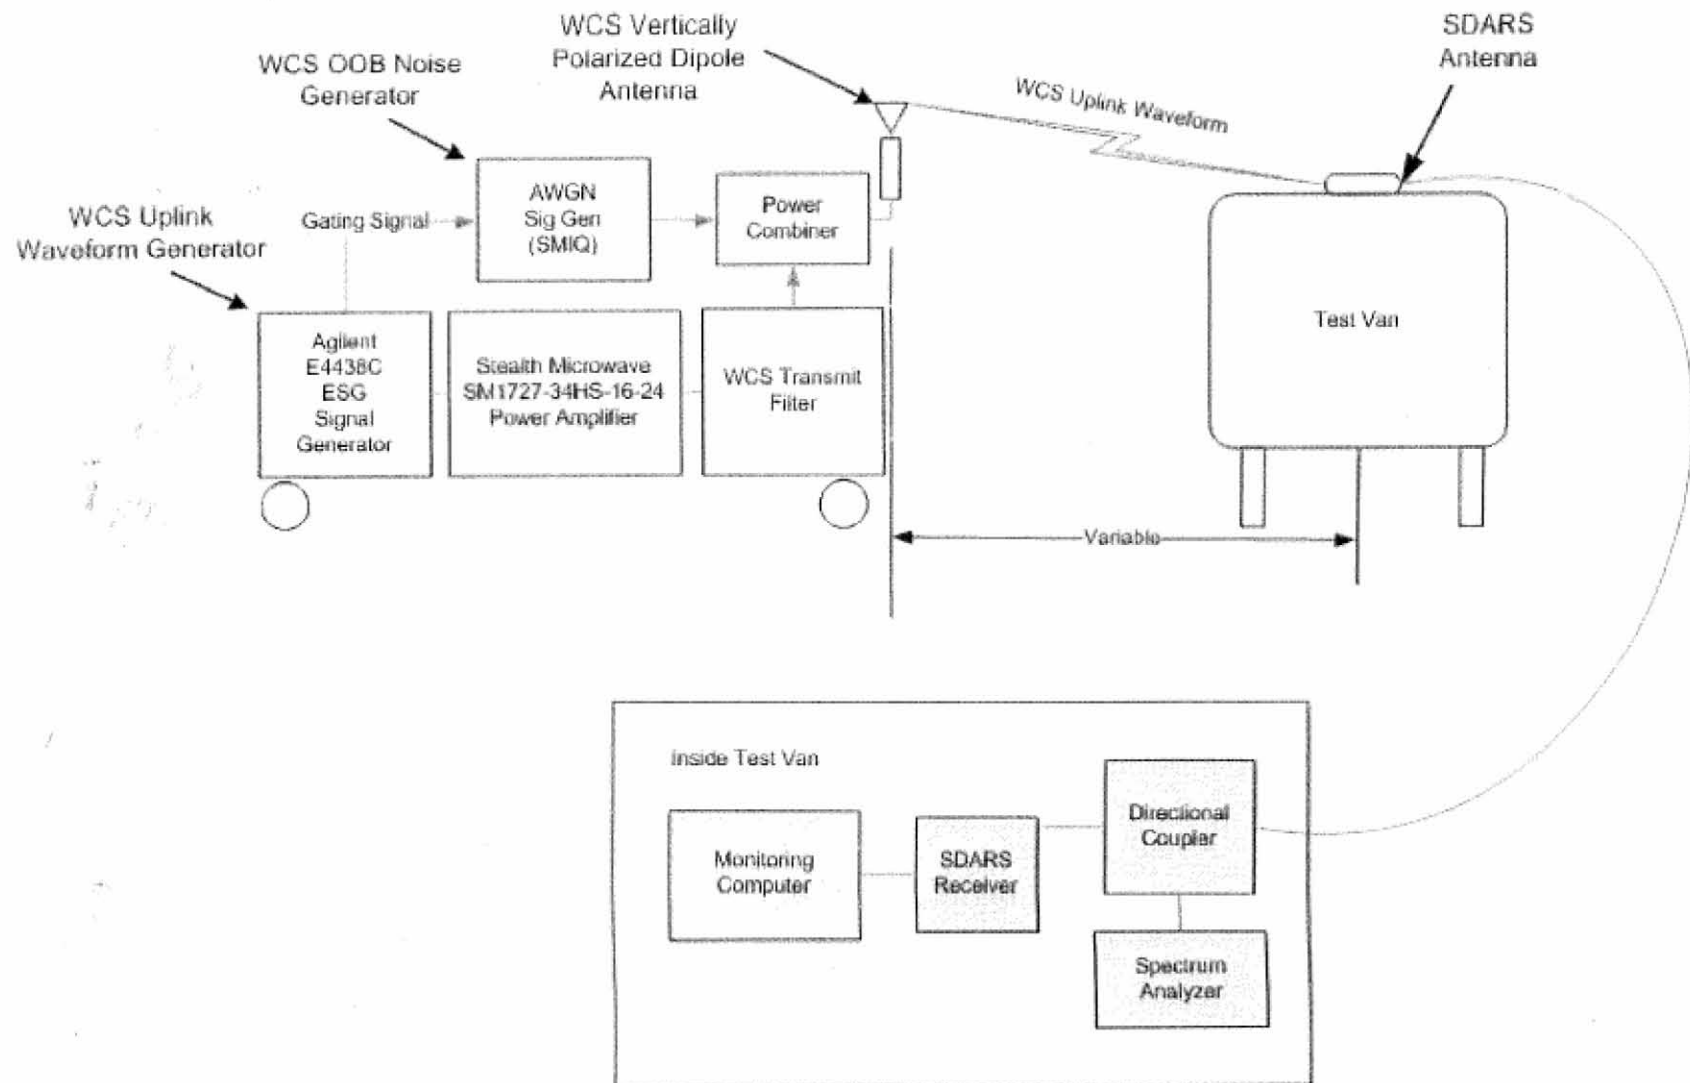 WCS Vertically
Polarized Dipole
Antenna
SDARS
Antenna
WCS OOB Noise
Generator
WCS Uplink Waveform
WCS Uplink
Waveform Generator
Gating Signal
AWGN
Sig Gen
(SMIQ)
Power
Combiner
Agilent
E4438C
ESG
Signal
Generator
Stealth Microwave
SM1727-34HS-16-24
Power Amplifier
WCS Transmit
Filter
Test Van
Variable
Inside Test Van
Monitoring
Computer
SDARS
Receiver
Directional
Coupler
Spectrum
Analyzer